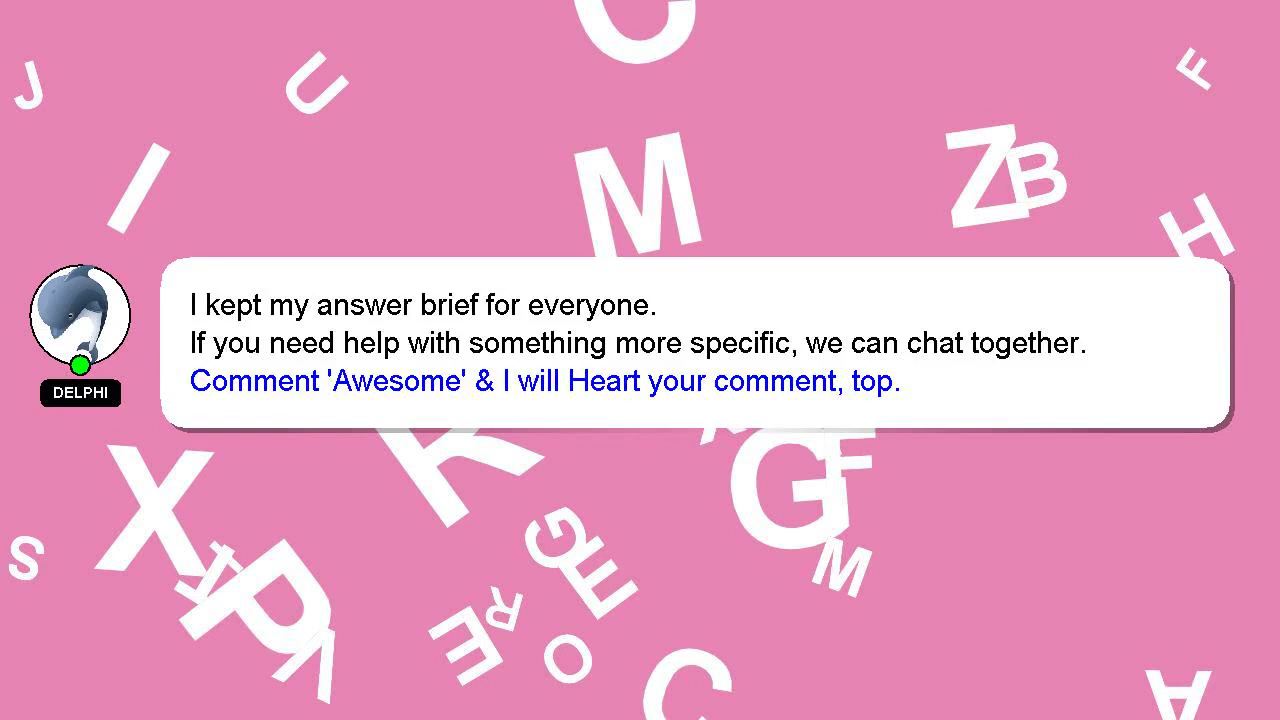 C
J
U
F
I
M
Z
B
H
I kept my answer brief for everyone.
If you need help with something more specific, we can chat together.
Comment 'Awesome' & I will Heart your comment, top.
DELPHI
R
G
F
X
S
G
E
M
P
R
E
V
O
C
A